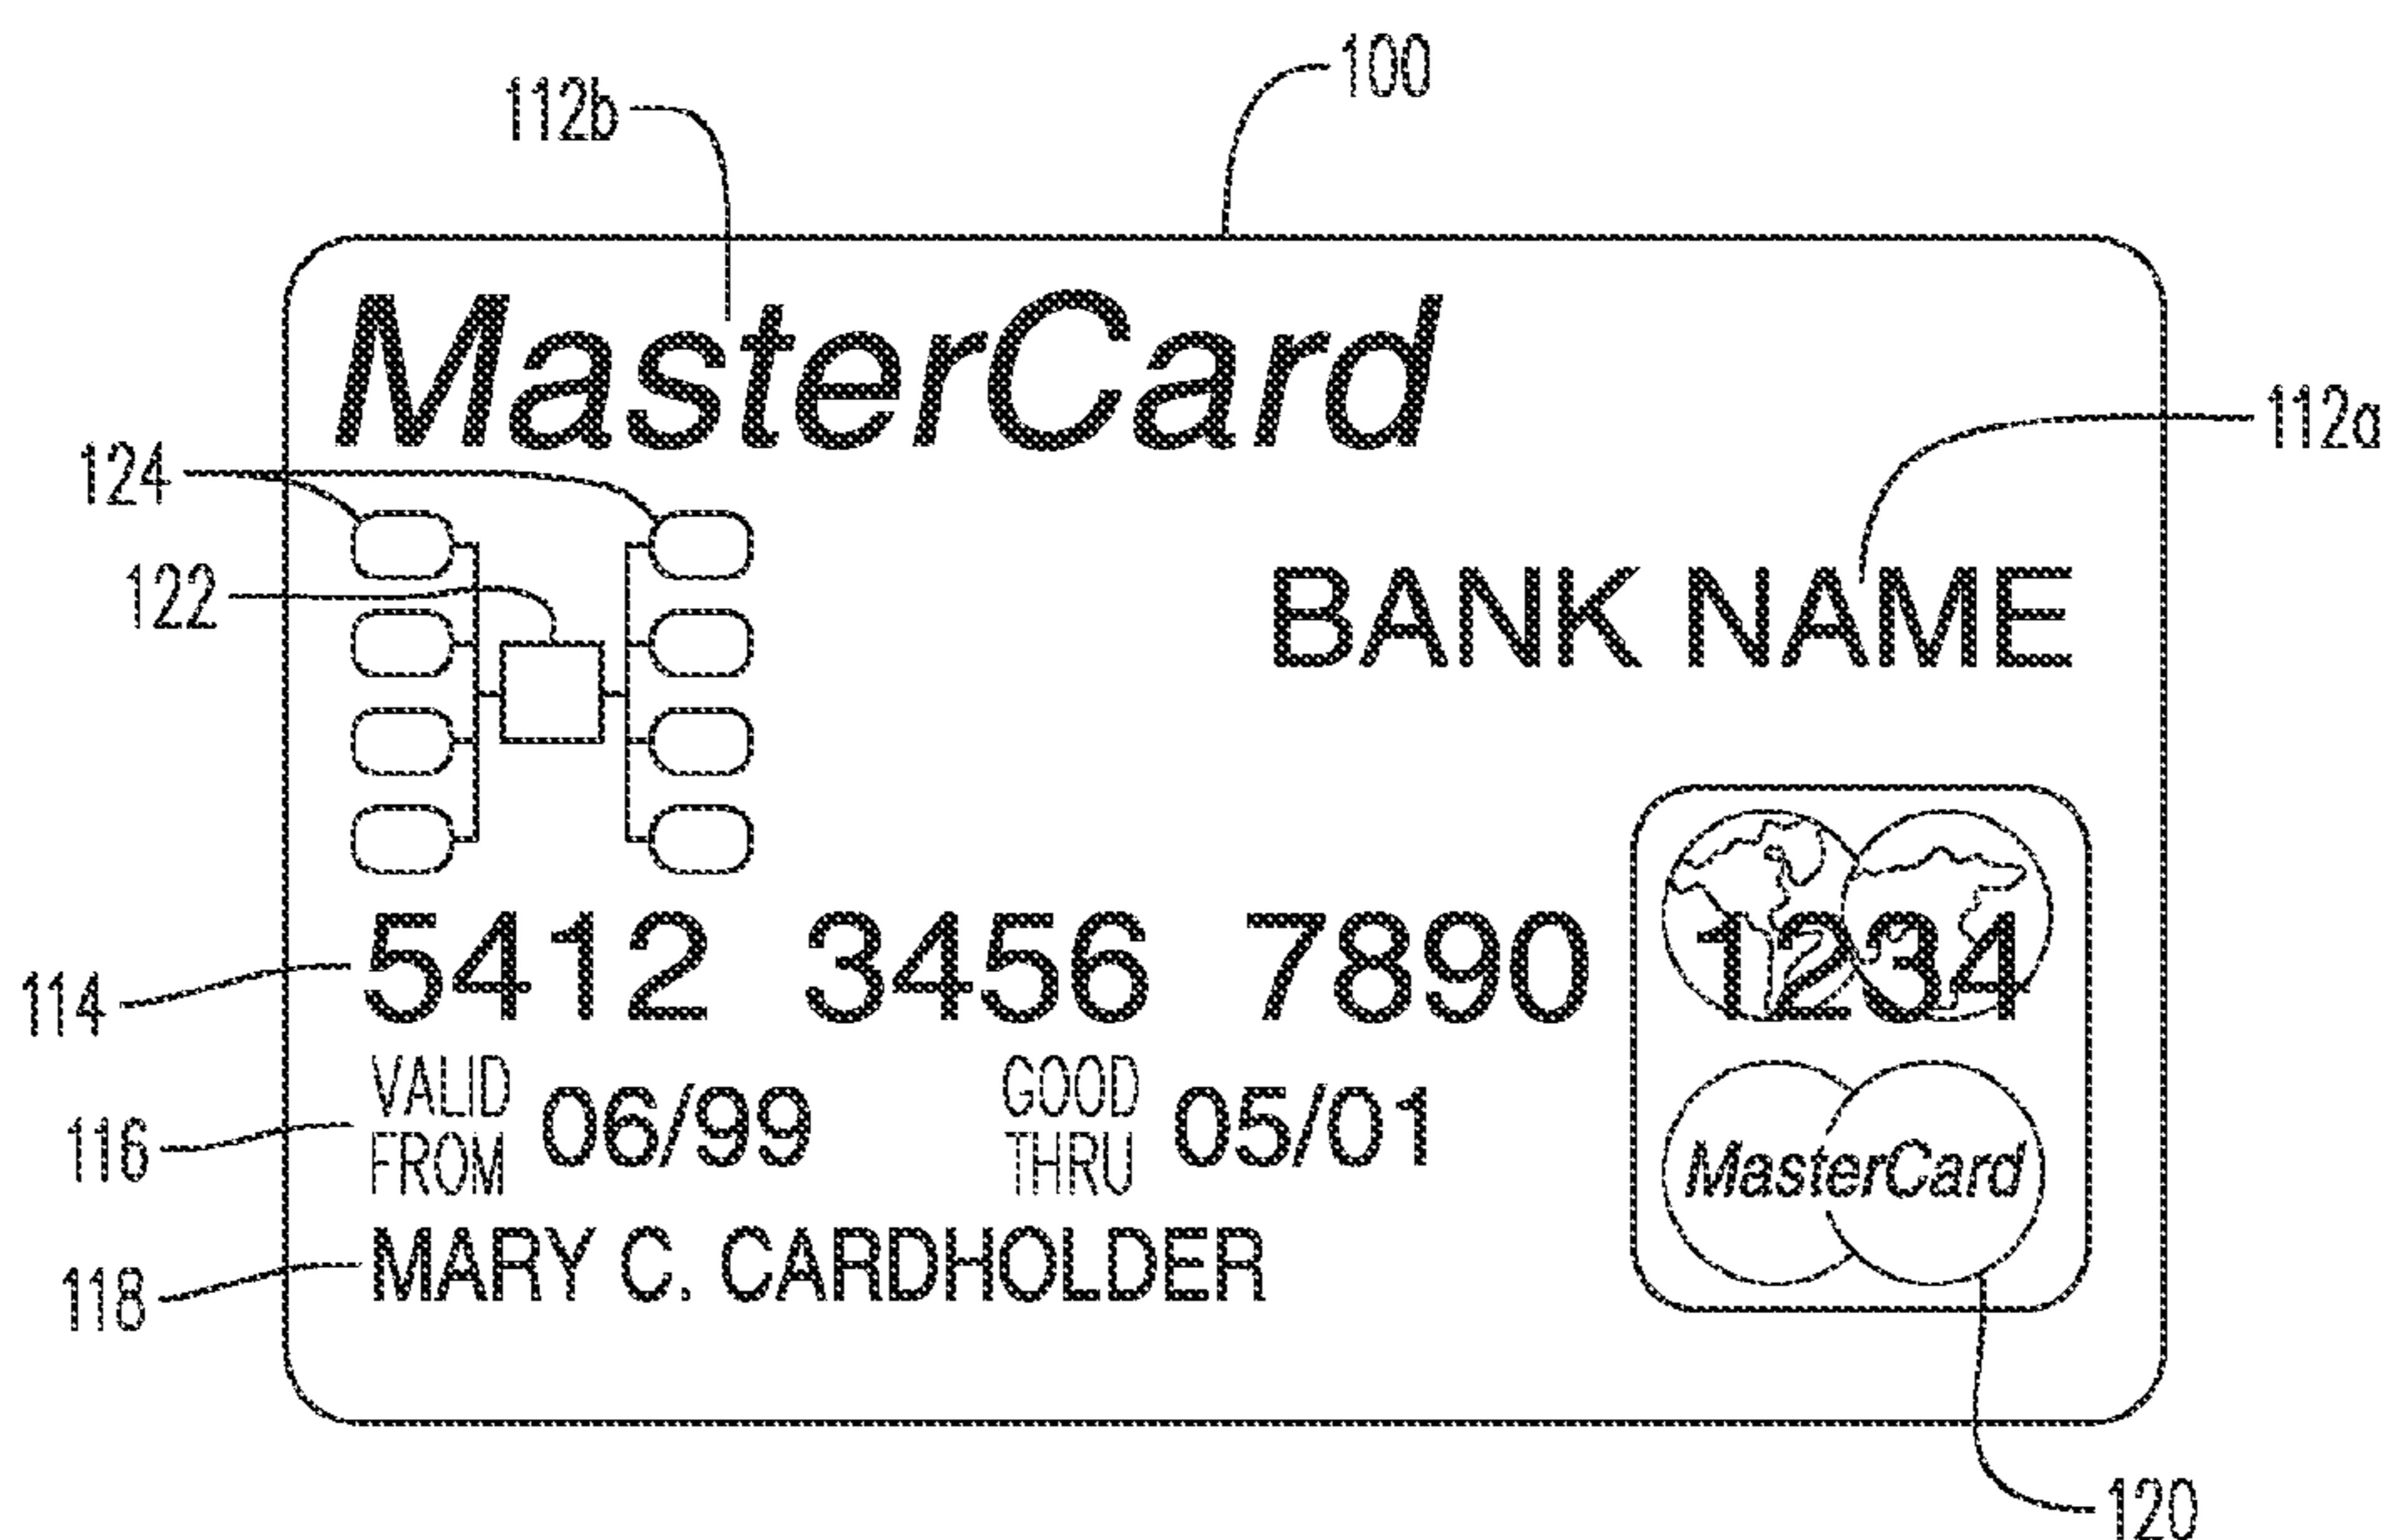 100
112b
MasterCard
112a
124
122
BANK NAME
5412 3456 7890 1234
114
VALID FROM 06/99 GOOD THRU 05/01
116
MasterCard
MARY C. CARDHOLDER
118
120